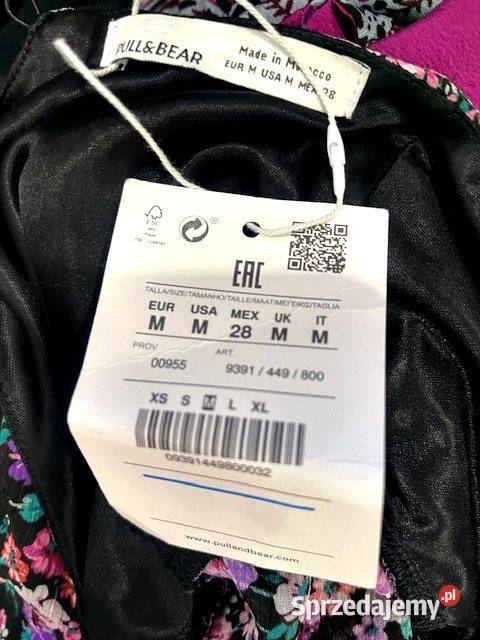 PULL&BEAR
Made in Morocco
EUR M USA M MEX 28
FSC
EAC
TALLA/SIZE/TAMANHO/TAILLE/MAAT/ΜΕΓΕΘΟΣ/TAGLIA
EUR USA MEX UK IT
M M 28 M M
PROV. ART.
00955 9391 / 449 / 800
XS S M L XL
09391449800032
www.pullandbear.com
Sprzedajemy.pl